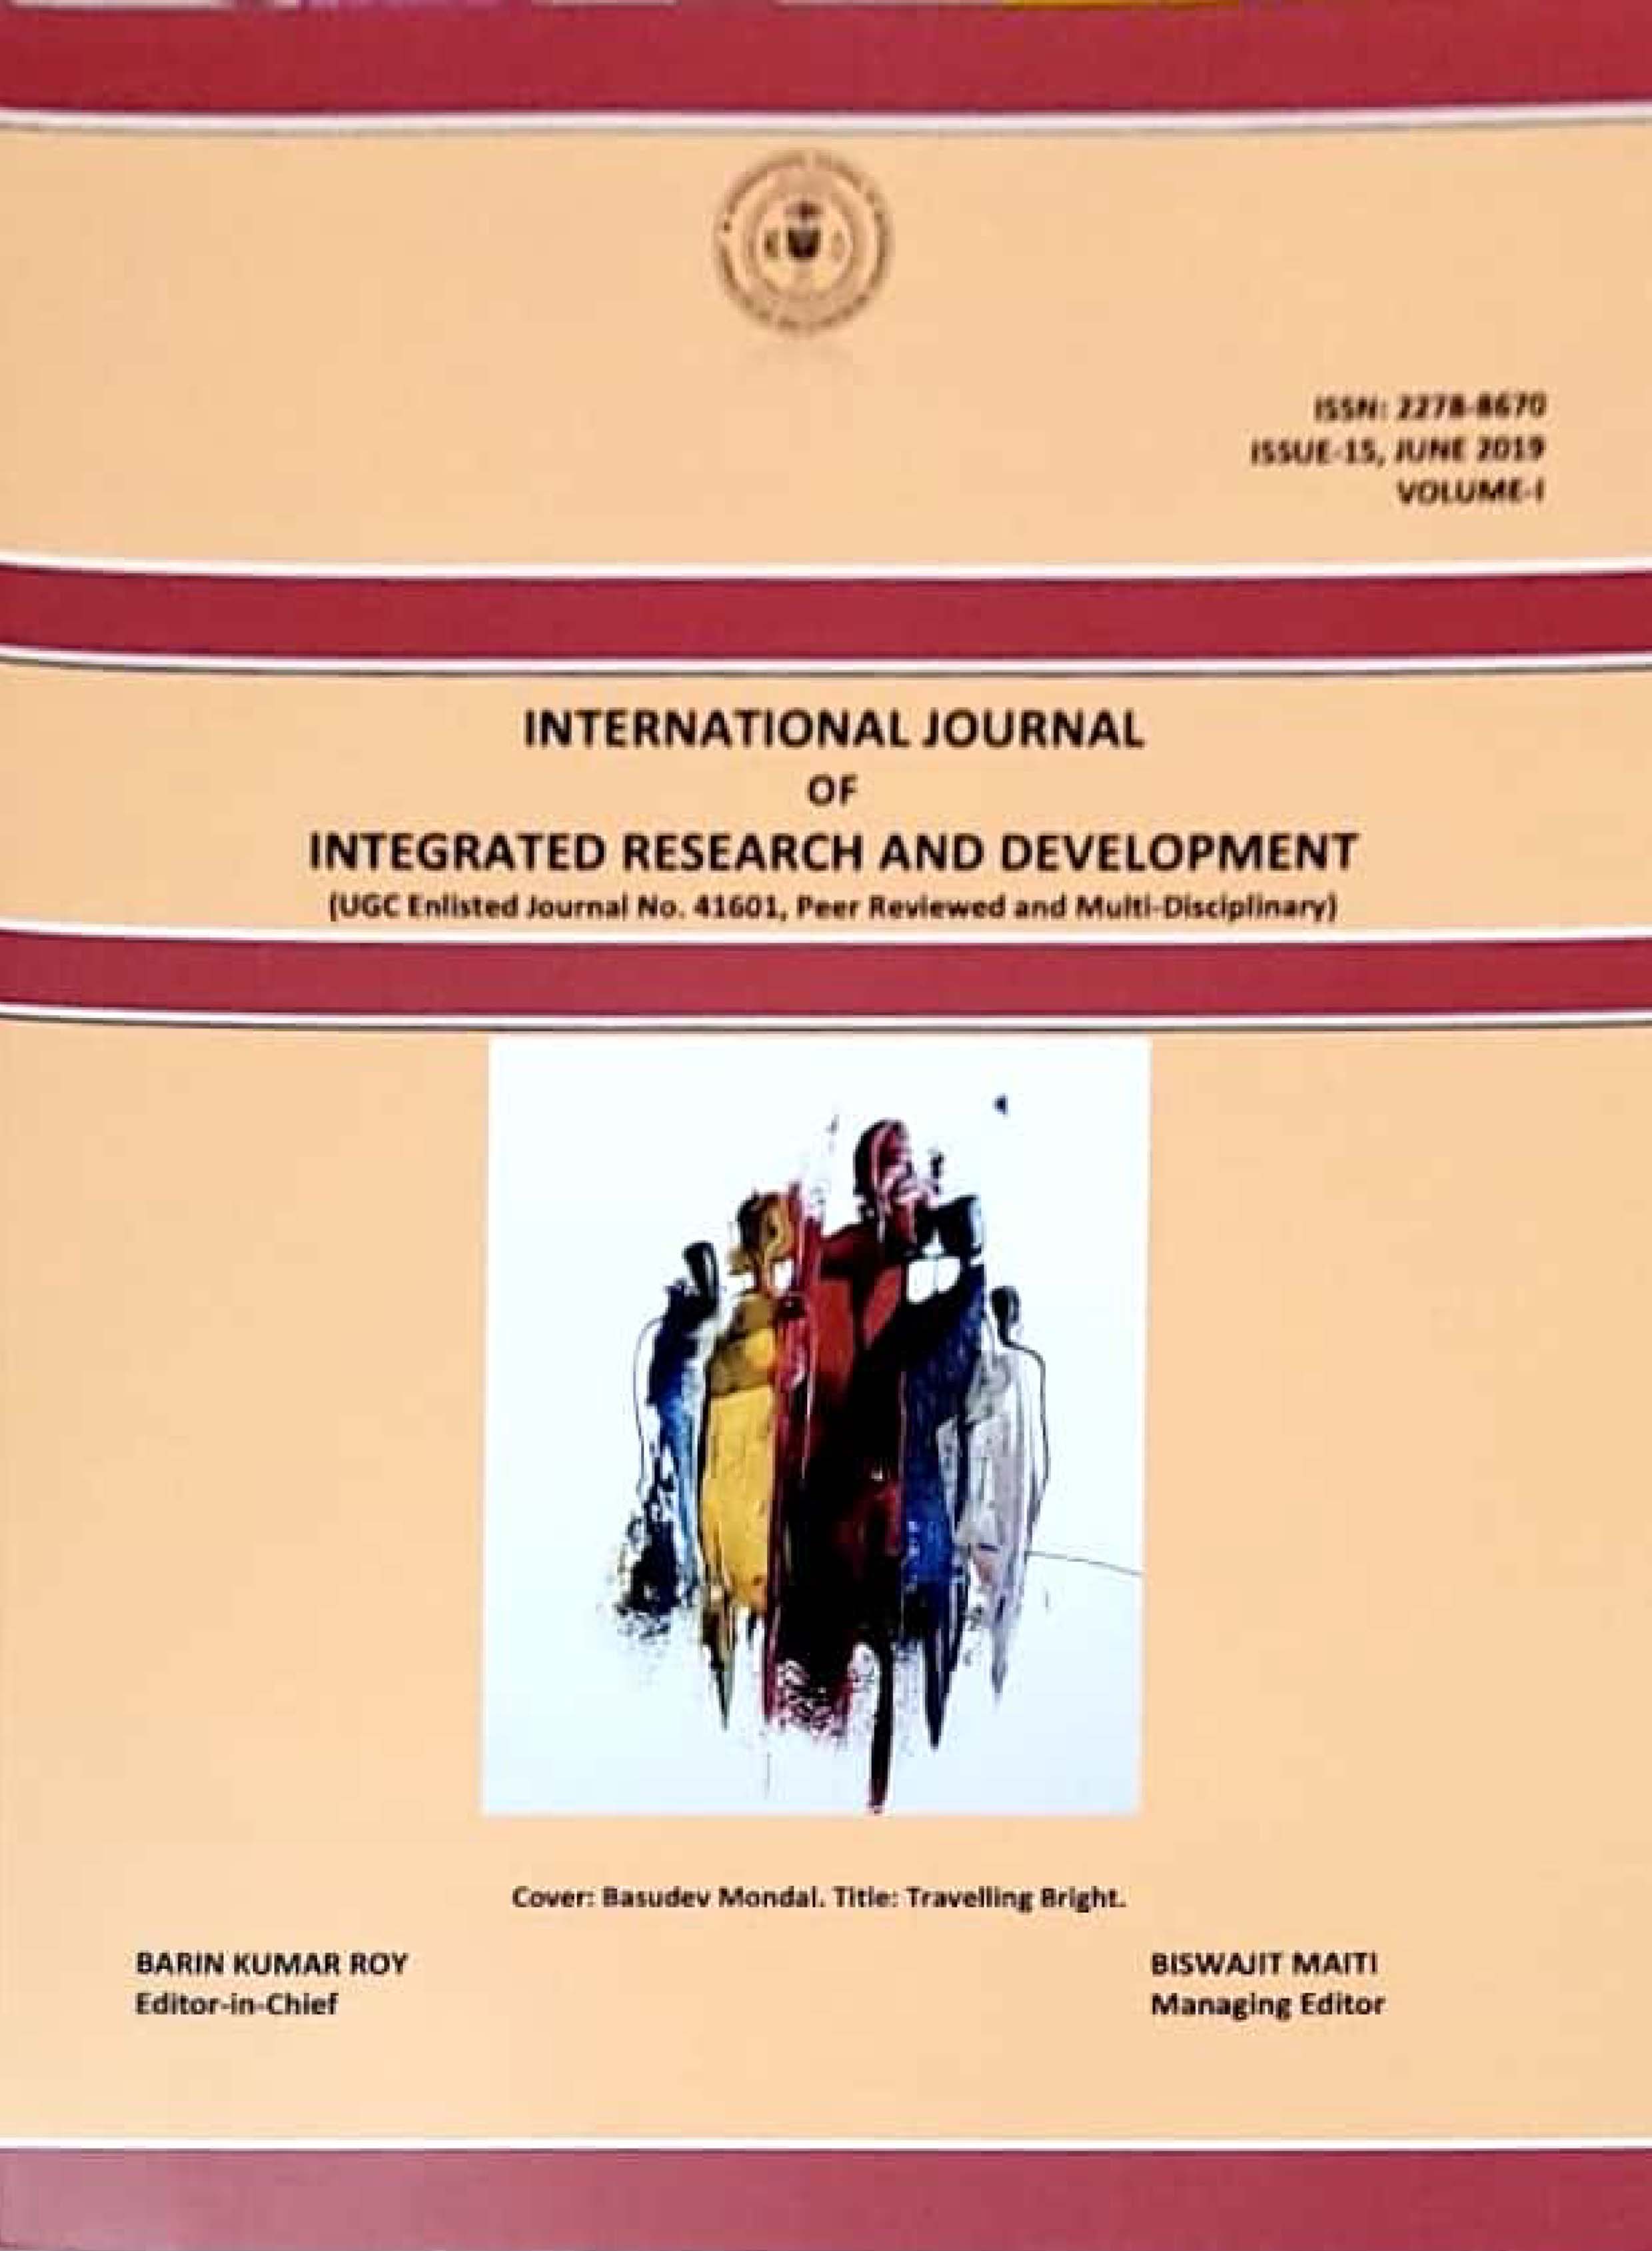 ISSN: 2278-8670
ISSUE-15, JUNE 2019
VOLUME-I
INTERNATIONAL JOURNAL
OF
INTEGRATED RESEARCH AND DEVELOPMENT
(UGC Enlisted Journal No. 41601, Peer Reviewed and Multi-Disciplinary)
Cover: Basudev Mondal. Title: Travelling Bright.
BARIN KUMAR ROY
Editor-in-Chief
BISWAJIT MAITI
Managing Editor